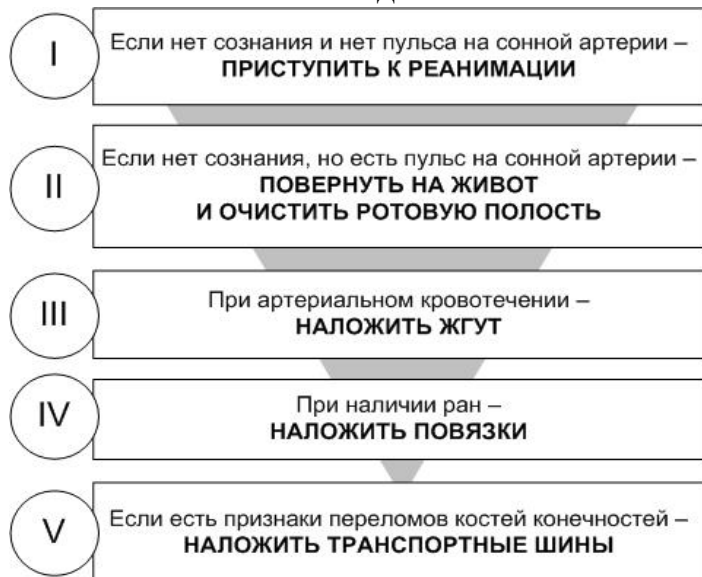 I
Если нет сознания и нет пульса на сонной артерии –
ПРИСТУПИТЬ К РЕАНИМАЦИИ
II
Если нет сознания, но есть пульс на сонной артерии –
ПОВЕРНУТЬ НА ЖИВОТ
И ОЧИСТИТЬ РОТОВУЮ ПОЛОСТЬ
III
При артериальном кровотечении –
НАЛОЖИТЬ ЖГУТ
IV
При наличии ран –
НАЛОЖИТЬ ПОВЯЗКИ
V
Если есть признаки переломов костей конечностей –
НАЛОЖИТЬ ТРАНСПОРТНЫЕ ШИНЫ